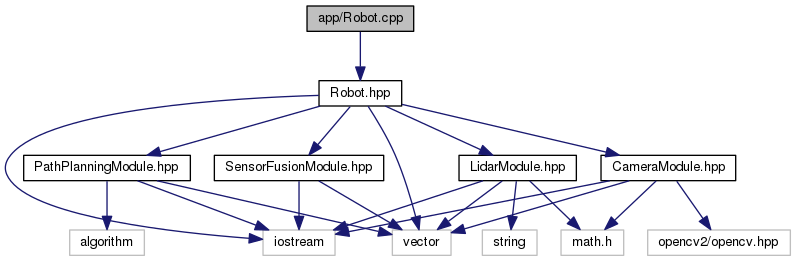 app/Robot.cpp
Robot.hpp
PathPlanningModule.hpp
SensorFusionModule.hpp
LidarModule.hpp
CameraModule.hpp
algorithm
iostream
vector
string
math.h
opencv2/opencv.hpp